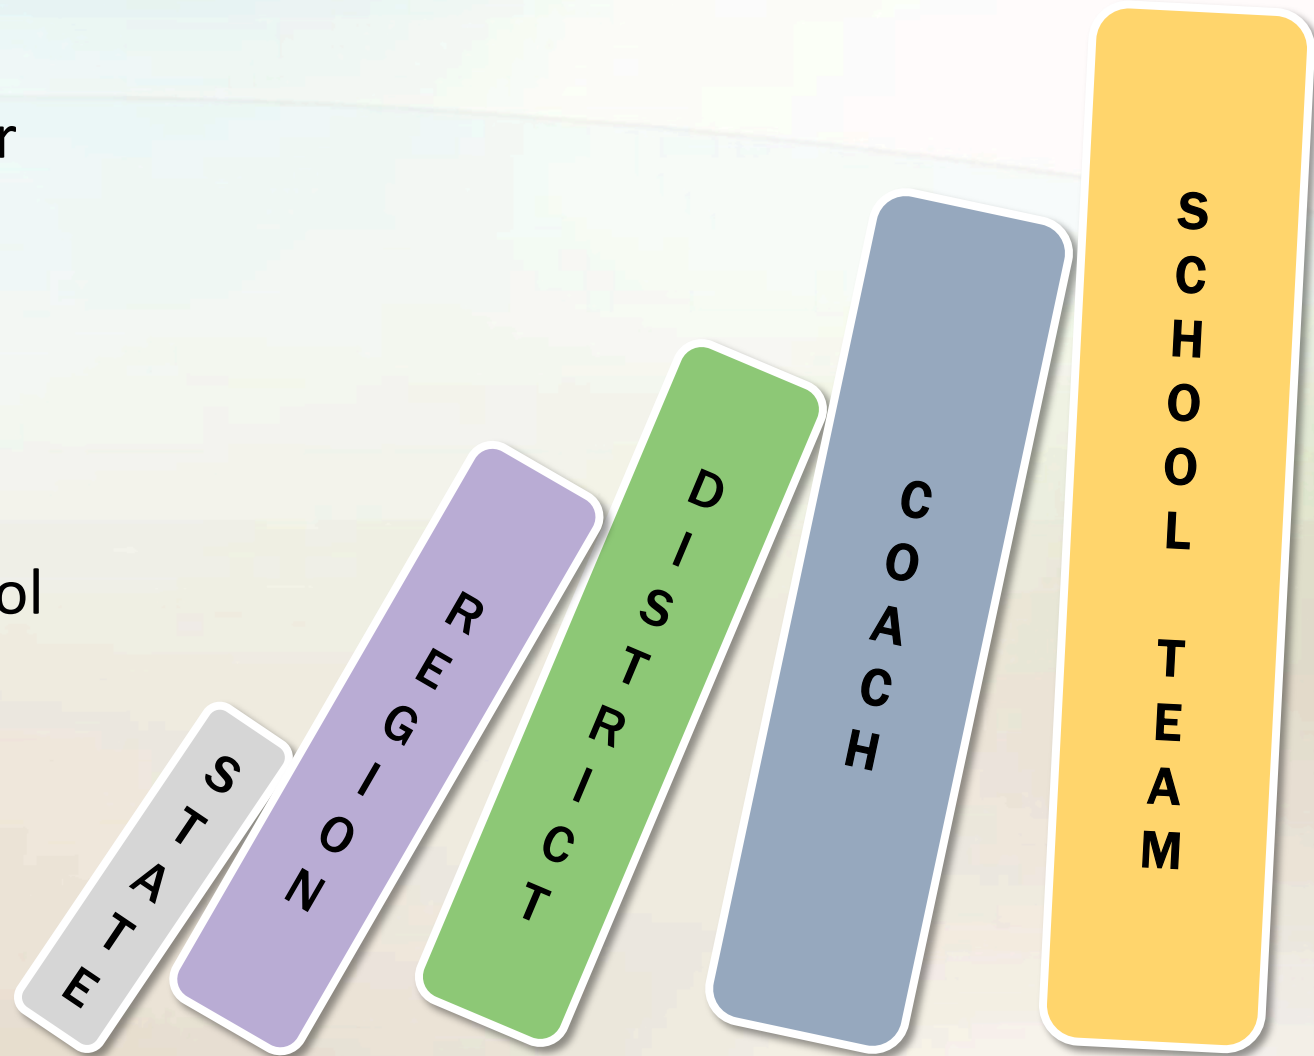 r
ol
STATE
REGION
DISTRICT
COACH
SCHOOL TEAM